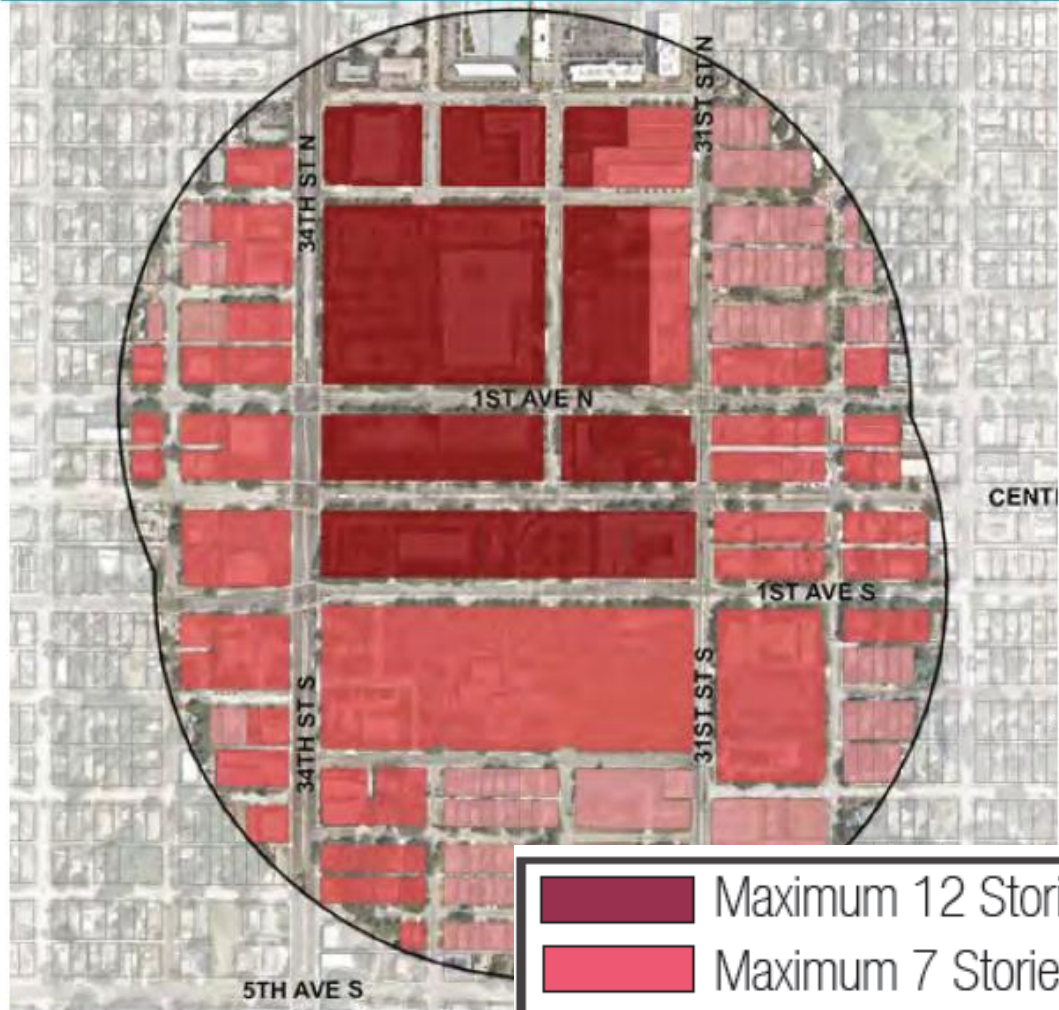 31ST ST N
34TH ST N
1ST AVE N
CENT
1ST AVE S
31ST ST S
34TH ST S
5TH AVE S
Maximum 12 Stori
Maximum 7 Storie